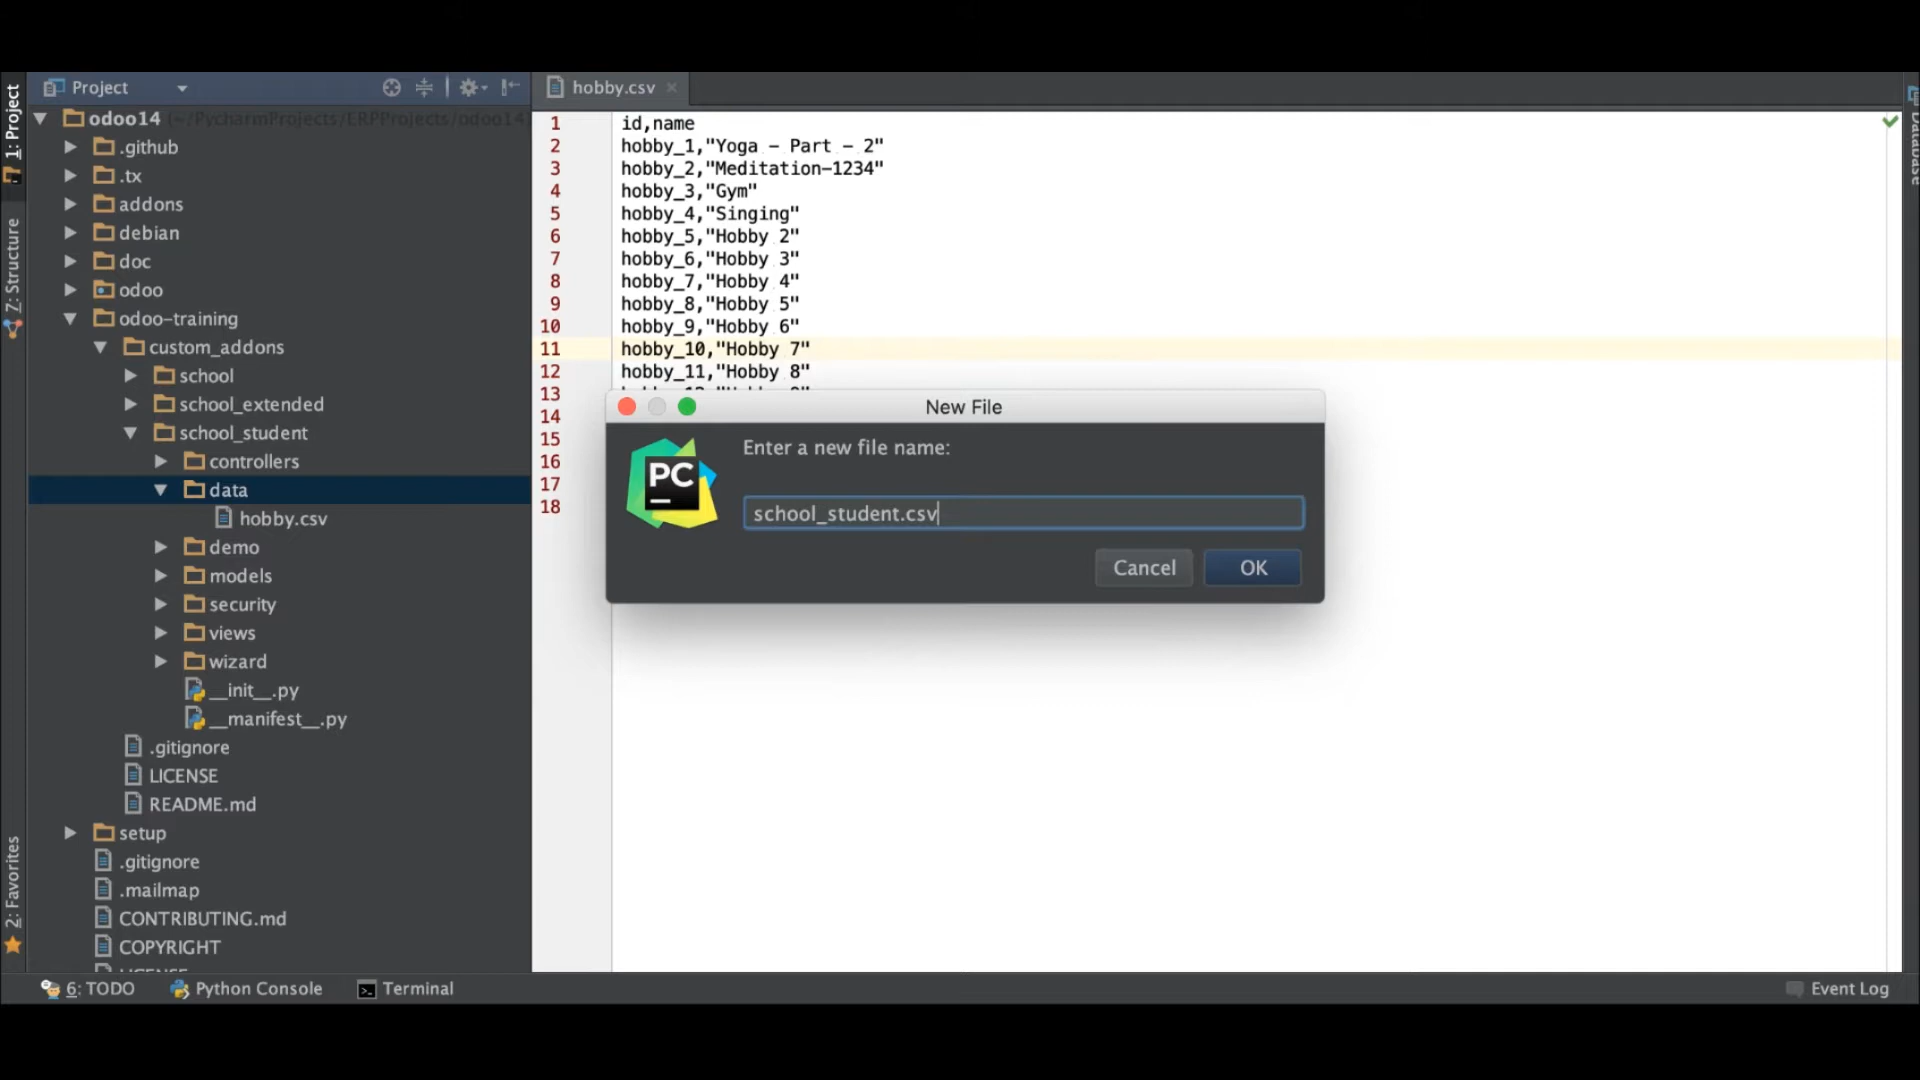 Project
hobby.csv
1: Project
Z: Structure
2: Favorites
Database
odoo14 (~/PycharmProjects/ERPProjects/odoo14)
.github
.tx
addons
debian
doc
odoo
odoo-training
custom_addons
school
school_extended
school_student
controllers
data
hobby.csv
demo
models
security
views
wizard
__init__.py
__manifest__.py
.gitignore
LICENSE
README.md
setup
.gitignore
.mailmap
CONTRIBUTING.md
COPYRIGHT
LICENSE
1 id,name
2 hobby_1,"Yoga - Part - 2"
3 hobby_2,"Meditation-1234"
4 hobby_3,"Gym"
5 hobby_4,"Singing"
6 hobby_5,"Hobby 2"
7 hobby_6,"Hobby 3"
8 hobby_7,"Hobby 4"
9 hobby_8,"Hobby 5"
10 hobby_9,"Hobby 6"
11 hobby_10,"Hobby 7"
12 hobby_11,"Hobby 8"
13
14
15
16
17
18
New File
PC
Enter a new file name:
school_student.csv
Cancel
OK
6: TODO
Python Console
Terminal
Event Log